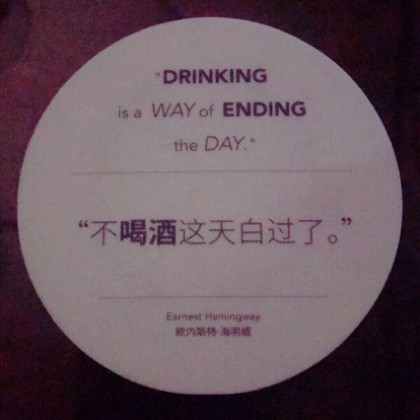 "DRINKING
is a WAY of ENDING
the DAY."
“不喝酒这天白过了。”
Earnest Hemingway
欧内斯特·海明威